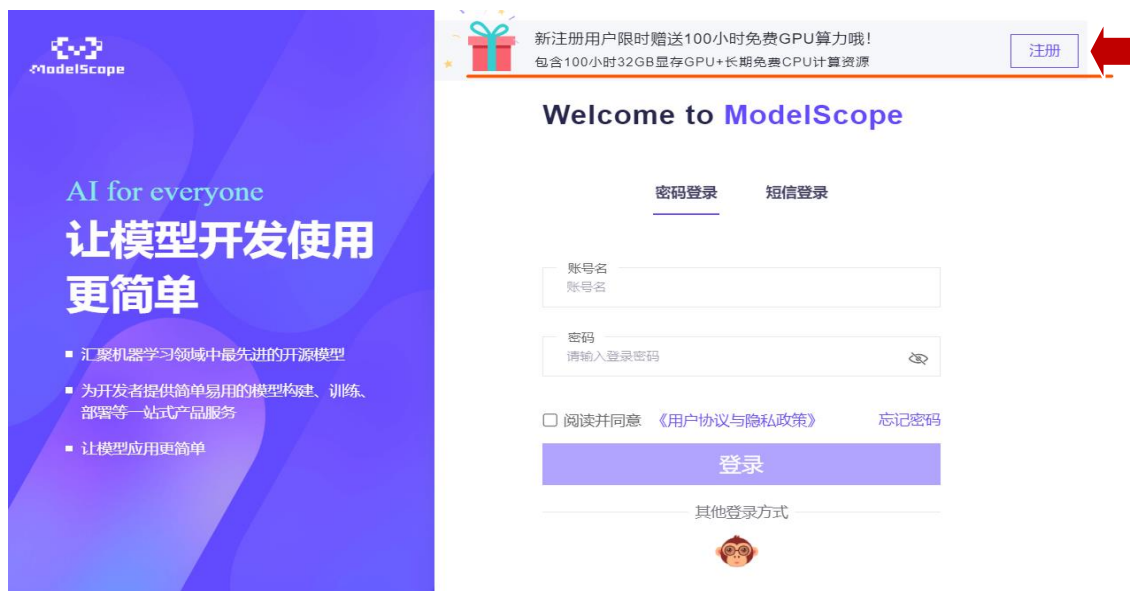 ModelScope
AI for everyone
让模型开发使用
更简单
汇聚机器学习领域中最先进的开源模型
为开发者提供简单易用的模型构建、训练、
部署等一站式产品服务
让模型应用更简单
新注册用户限时赠送100小时免费GPU算力哦!
包含100小时32GB显存GPU+长期免费CPU计算资源
注册
Welcome to ModelScope
密码登录 短信登录
账号名
账号名
密码
请输入登录密码
阅读并同意 《用户协议与隐私政策》 忘记密码
登录
其他登录方式